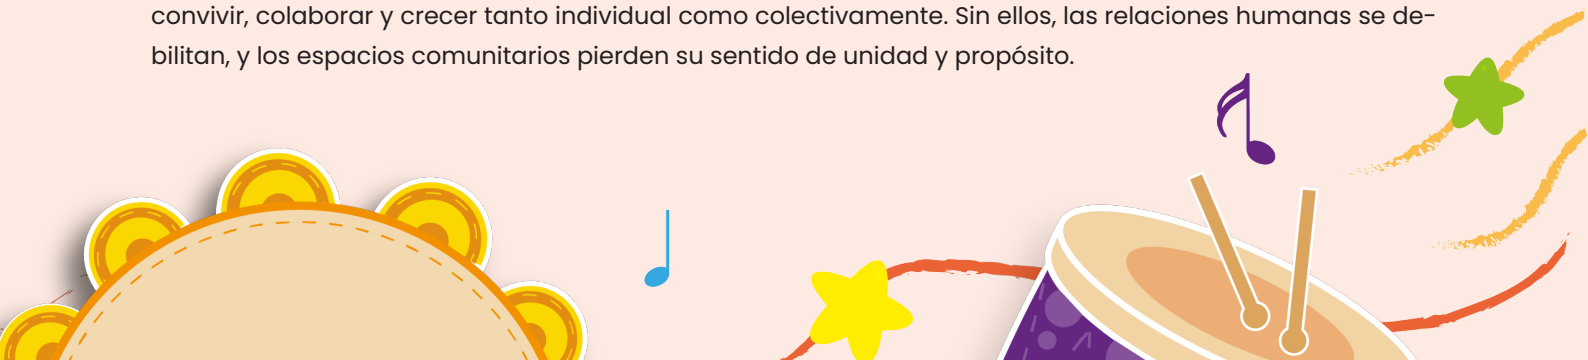 convivir, colaborar y crecer tanto individual como colectivamente. Sin ellos, las relaciones humanas se de-
bilitan, y los espacios comunitarios pierden su sentido de unidad y propósito.